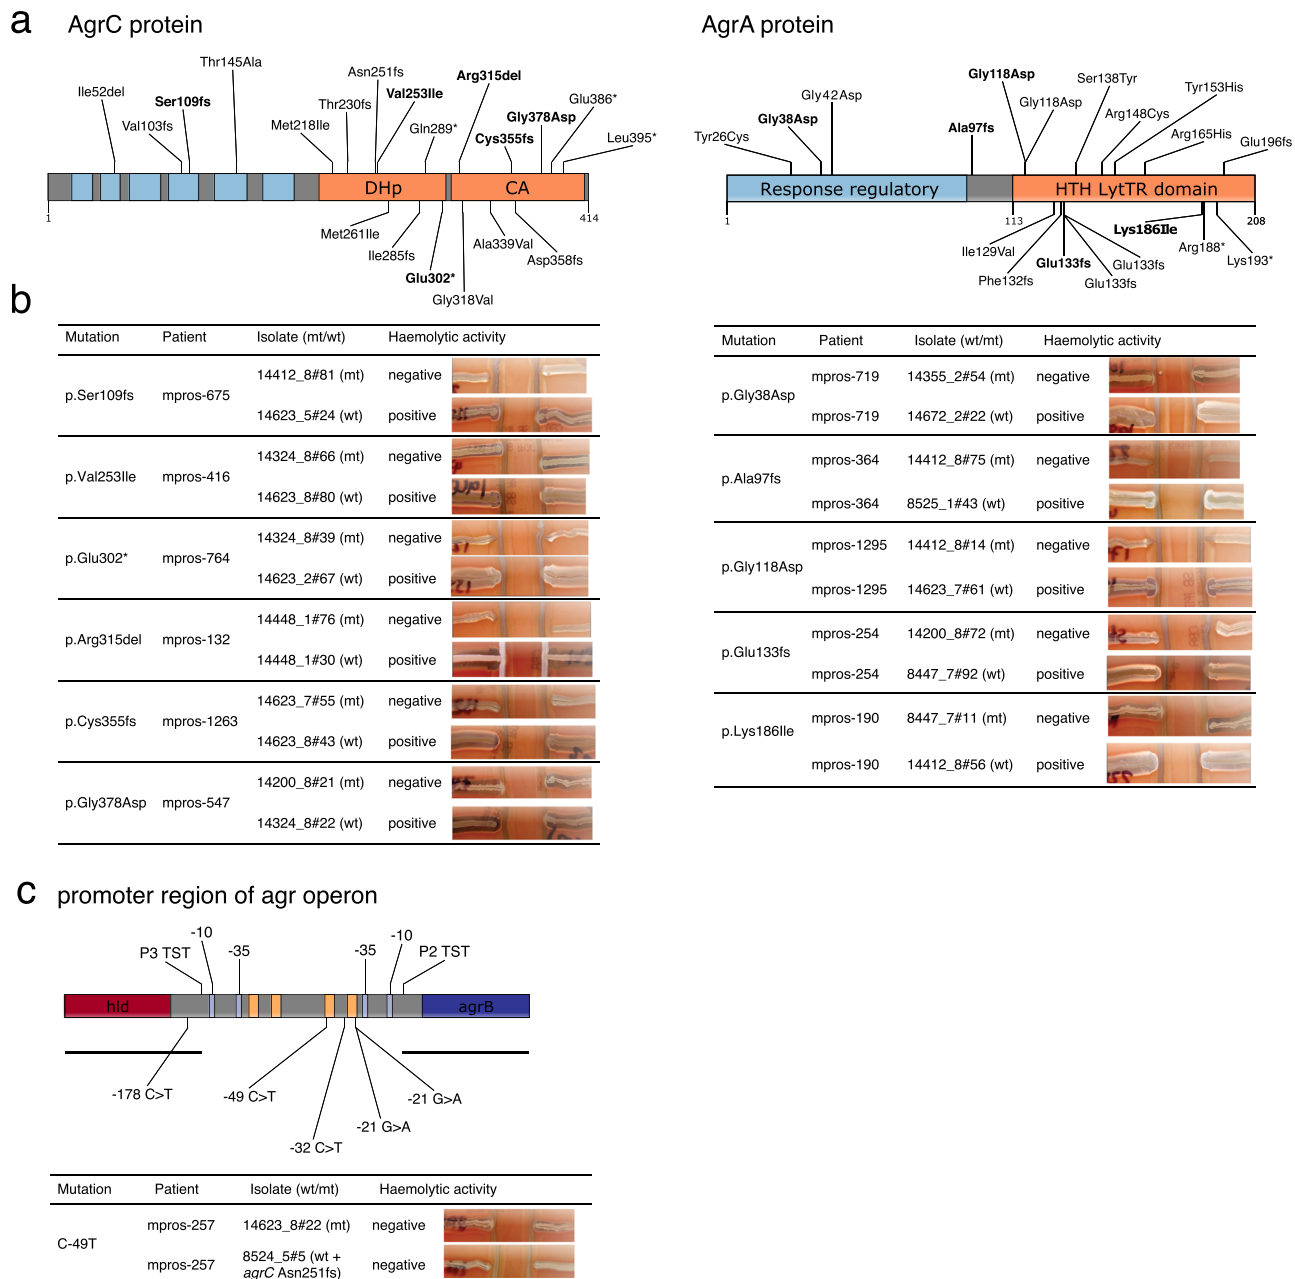 a
AgrC protein
AgrA protein
Ile52del
Val103fs
Ser109fs
Thr145Ala
Met218Ile
Thr230fs
Asn251fs
Val253Ile
Gln289*
Arg315del
Cys355fs
Gly378Asp
Glu386*
Leu395*
DHp
CA
1
414
Met261Ile
Ile285fs
Glu302*
Gly318Val
Ala339Val
Asp358fs
Tyr26Cys
Gly38Asp
Gly42Asp
Ala97fs
Gly118Asp
Gly118Asp
Ser138Tyr
Arg148Cys
Tyr153His
Arg165His
Glu196fs
Response regulatory
HTH LytTR domain
1
113
208
Ile129Val
Phe132fs
Glu133fs
Glu133fs
Glu133fs
Lys186Ile
Arg188*
Lys193*
b
Mutation Patient Isolate (mt/wt) Haemolytic activity
p.Ser109fs mpros-675
14412_8#81 (mt) negative
14623_5#24 (wt) positive
p.Val253Ile mpros-416
14324_8#66 (mt) negative
14623_8#80 (wt) positive
p.Glu302* mpros-764
14324_8#39 (mt) negative
14623_2#67 (wt) positive
p.Arg315del mpros-132
14448_1#76 (mt) negative
14448_1#30 (wt) positive
p.Cys355fs mpros-1263
14623_7#55 (mt) negative
14623_8#43 (wt) positive
p.Gly378Asp mpros-547
14200_8#21 (mt) negative
14324_8#22 (wt) positive
Mutation Patient Isolate (wt/mt) Haemolytic activity
p.Gly38Asp
mpros-719 14355_2#54 (mt) negative
mpros-719 14672_2#22 (wt) positive
p.Ala97fs
mpros-364 14412_8#75 (mt) negative
mpros-364 8525_1#43 (wt) positive
p.Gly118Asp
mpros-1295 14412_8#14 (mt) negative
mpros-1295 14623_7#61 (wt) positive
p.Glu133fs
mpros-254 14200_8#72 (mt) negative
mpros-254 8447_7#92 (wt) positive
p.Lys186Ile
mpros-190 8447_7#11 (mt) negative
mpros-190 14412_8#56 (wt) positive
c
promoter region of agr operon
P3 TST
-10
-35
-35
-10
P2 TST
hld
agrB
-178 C>T
-49 C>T
-32 C>T
-21 G>A
-21 G>A
Mutation Patient Isolate (wt/mt) Haemolytic activity
C-49T
mpros-257 14623_8#22 (mt) negative
mpros-257 8524_5#5 (wt + agrC Asn251fs) negative